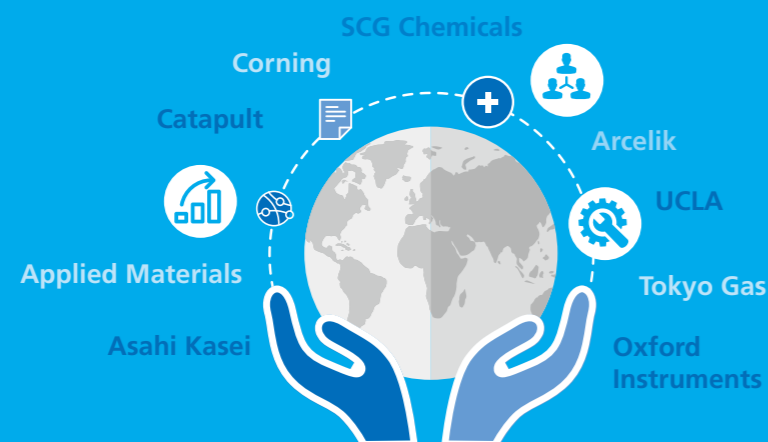 SCG Chemicals
Corning
Catapult
Arcelik
UCLA
Applied Materials
Tokyo Gas
Asahi Kasei
Oxford
Instruments